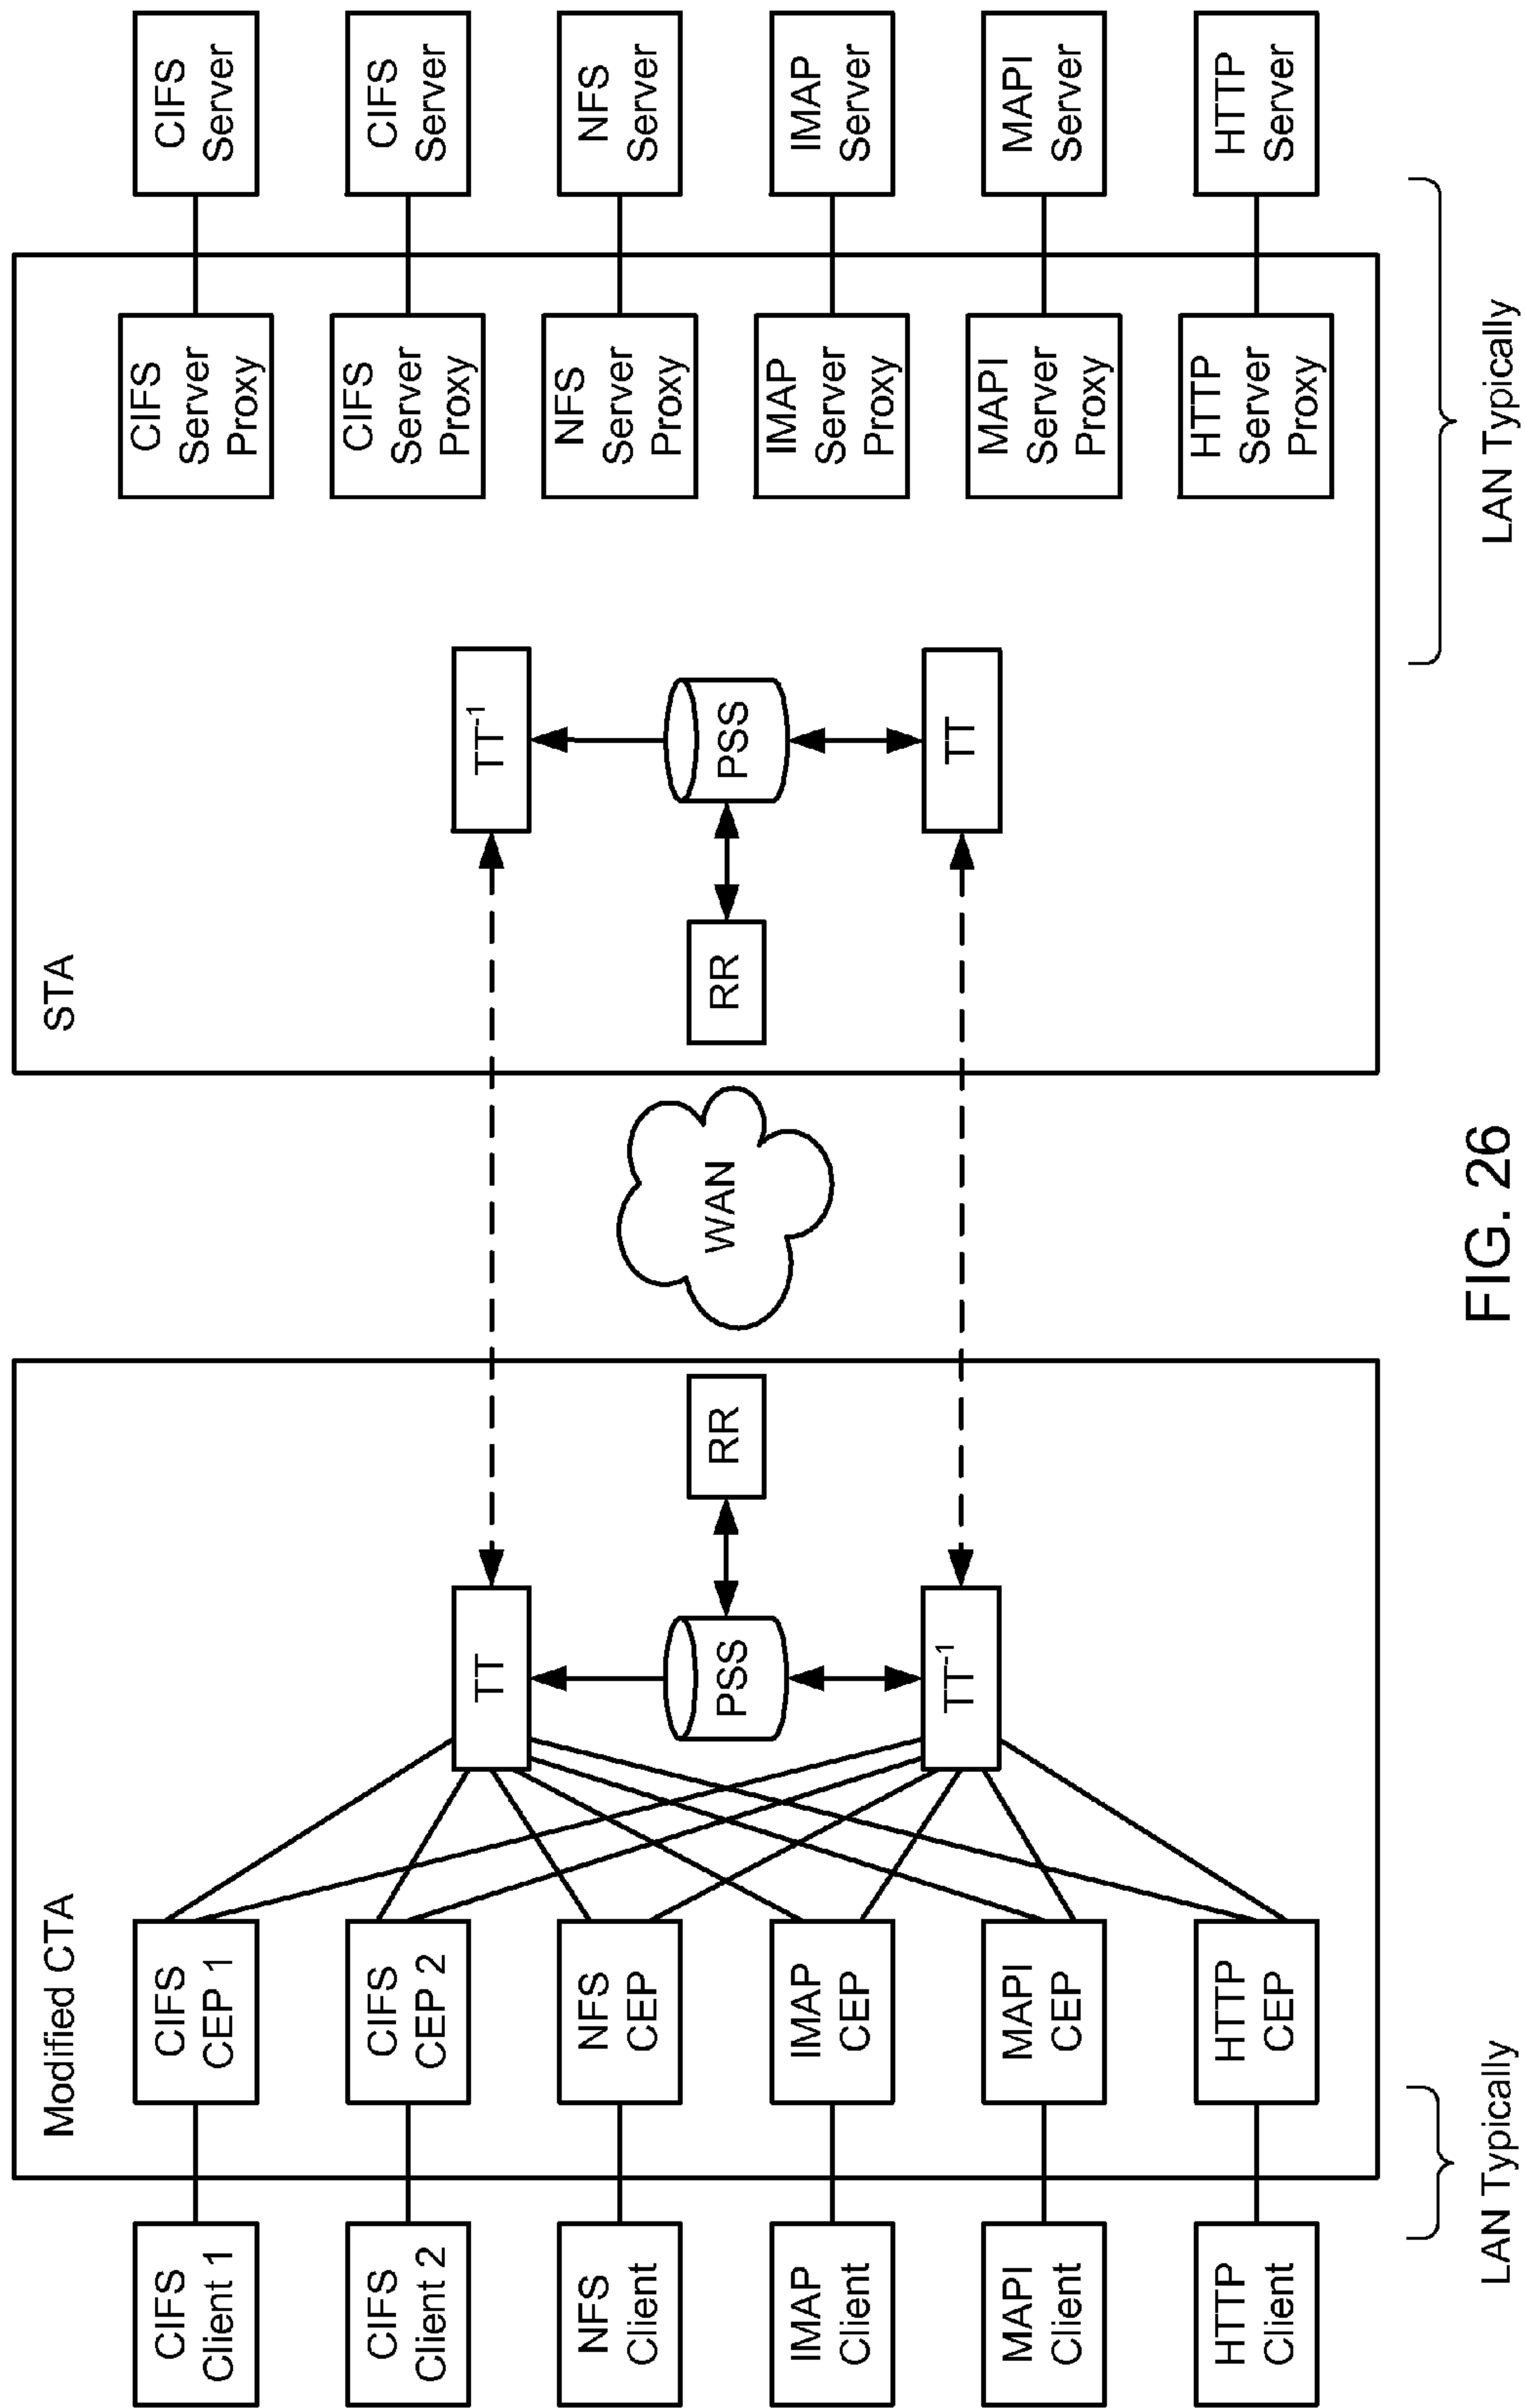 Modified CTA
STA
CIFS
Client 1
CIFS
CEP 1
CIFS
Server
Proxy
CIFS
Server
CIFS
Client 2
CIFS
CEP 2
TT
TT-1
CIFS
Server
Proxy
CIFS
Server
NFS
Client
NFS
CEP
PSS
RR
WAN
RR
PSS
NFS
Server
Proxy
NFS
Server
IMAP
Client
IMAP
CEP
IMAP
Server
Proxy
IMAP
Server
MAPI
Client
MAPI
CEP
TT-1
TT
MAPI
Server
Proxy
MAPI
Server
HTTP
Client
HTTP
CEP
HTTP
Server
Proxy
HTTP
Server
LAN Typically
LAN Typically
FIG. 26